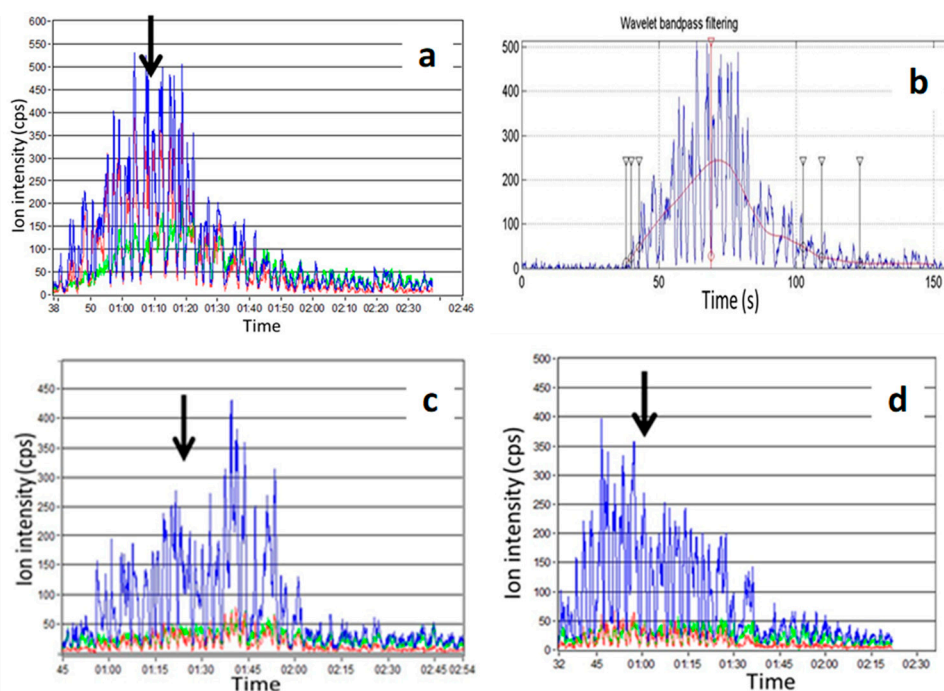 600
550
500
450
400
350
300
250
200
150
100
50
0
Ion intensity (cps)
a
38 50 01:00 01:10 01:20 01:30 01:40 01:50 02:00 02:10 02:20 02:30 02:46
Time
Wavelet bandpass filtering
500
400
300
200
100
0
b
0 50 100 150
Time (s)
450
400
350
300
250
200
150
100
50
Ion intensity (cps)
c
45 01:00 01:15 01:30 01:45 02:00 02:15 02:30 02:45 02:54
Time
500
450
400
350
300
250
200
150
100
50
0
Ion intensity (cps)
d
32 45 01:00 01:15 01:30 01:45 02:00 02:15 02:30
Time